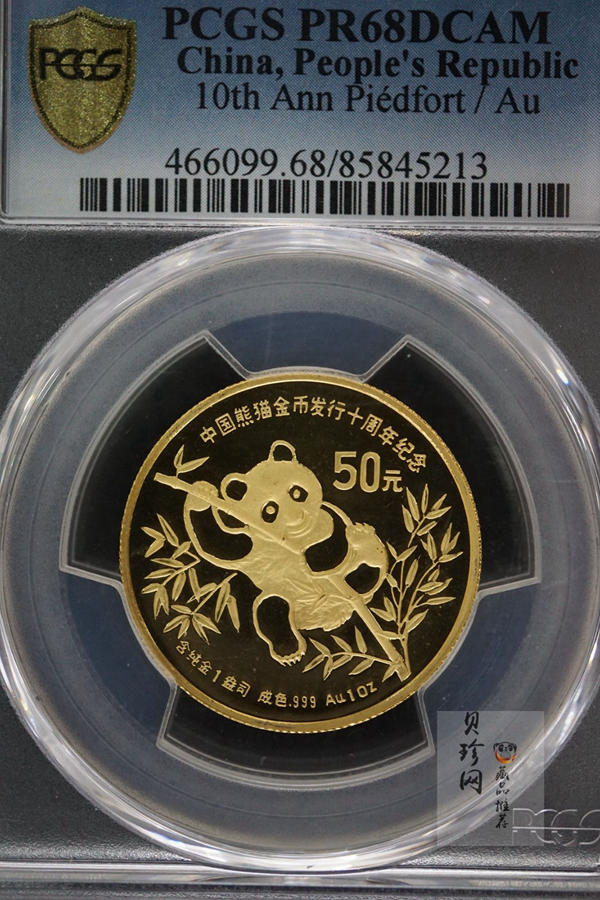 PCGS
PCGS PR68DCAM
China, People's Republic
10th Ann Piédfort / Au
466099.68/85845213
中国熊猫金币发行十周年纪念
50元
含纯金1盎司 成色.999 Au1oz
贝珍网
藏品推荐
PCGS